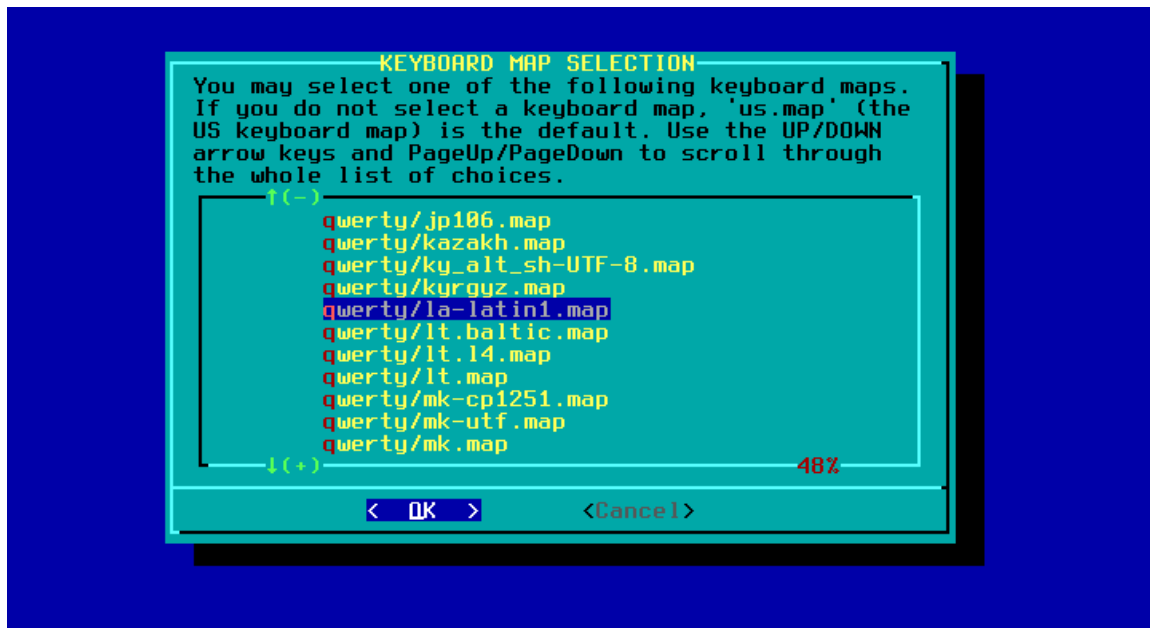 KEYBOARD MAP SELECTION
You may select one of the following keyboard maps.
If you do not select a keyboard map, 'us.map' (the
US keyboard map) is the default. Use the UP/DOWN
arrow keys and PageUp/PageDown to scroll through
the whole list of choices.
↑(-)
qwerty/jp106.map
qwerty/kazakh.map
qwerty/ky_alt_sh-UTF-8.map
qwerty/kyrgyz.map
qwerty/la-latin1.map
qwerty/lt.baltic.map
qwerty/lt.l4.map
qwerty/lt.map
qwerty/mk-cp1251.map
qwerty/mk-utf.map
qwerty/mk.map
↓(+) 48%
< OK > <Cancel>